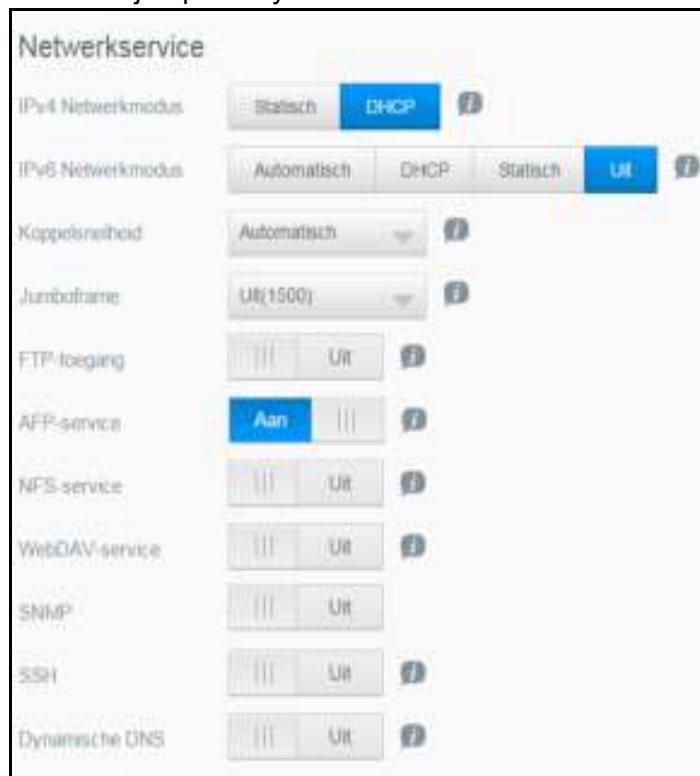 Netwerkservice
IPv4 Netwerkmodus Statisch DHCP
IPv6 Netwerkmodus Automatisch DHCP Statisch Uit
Koppelsnelheid Automatisch
Jumboframe Uit(1500)
FTP-toegang Uit
AFP-service Aan
NFS-service Uit
WebDAV-service Uit
SNMP Uit
SSH Uit
Dynamische DNS Uit